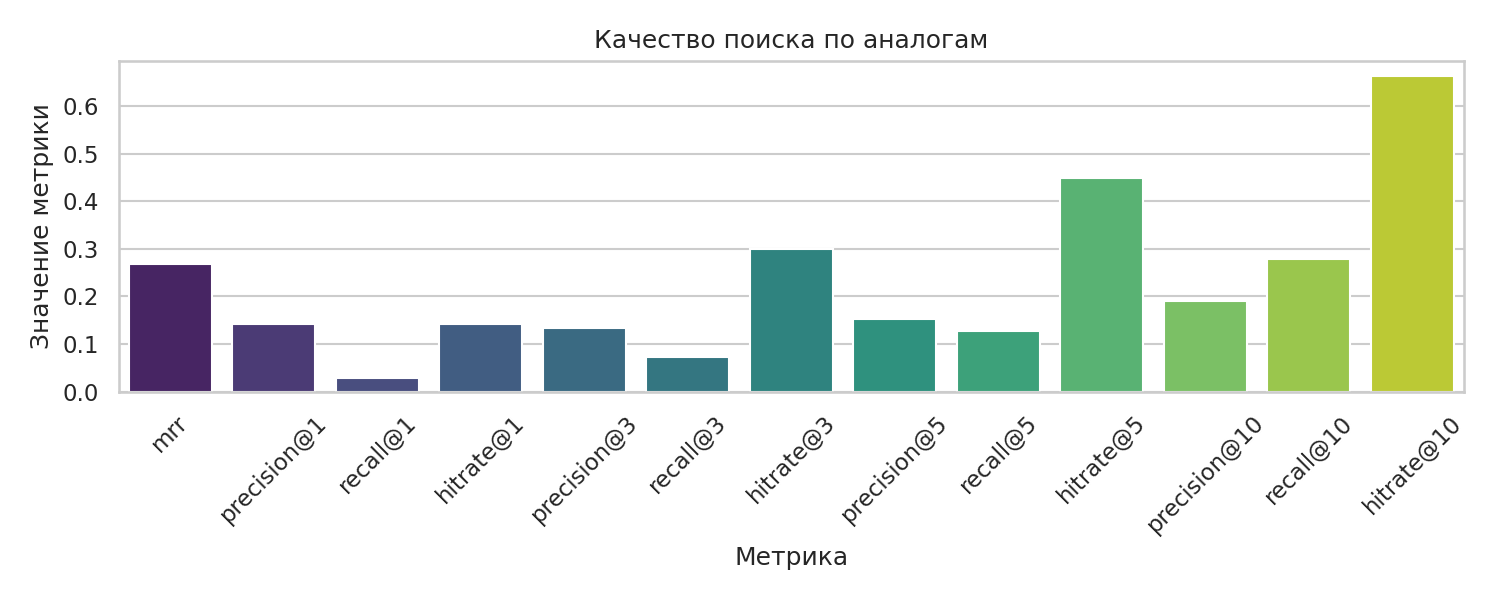 Качество поиска по аналогам
Значение метрики
0.6
0.5
0.4
0.3
0.2
0.1
0.0
mrr
precision@1
recall@1
hitrate@1
precision@3
recall@3
hitrate@3
precision@5
recall@5
hitrate@5
precision@10
recall@10
hitrate@10
Метрика